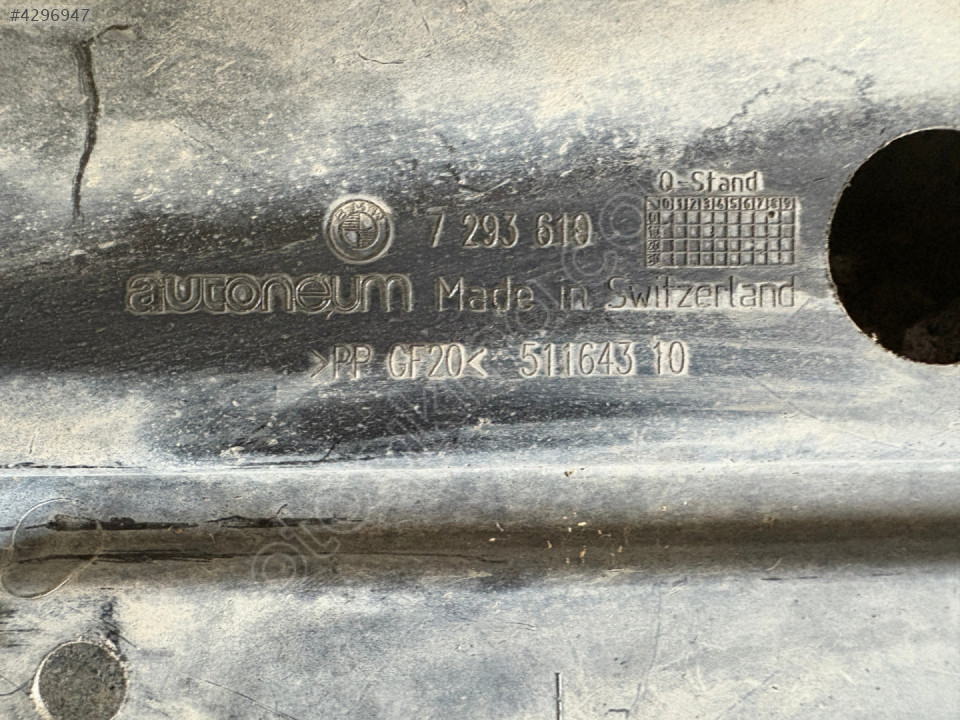 #4296947
Q-Stand
0 1 2 3 4 5 6 7 8 9
BMW 7 293 619
autoneum Made in Switzerland
>PP GF20< 511643 10